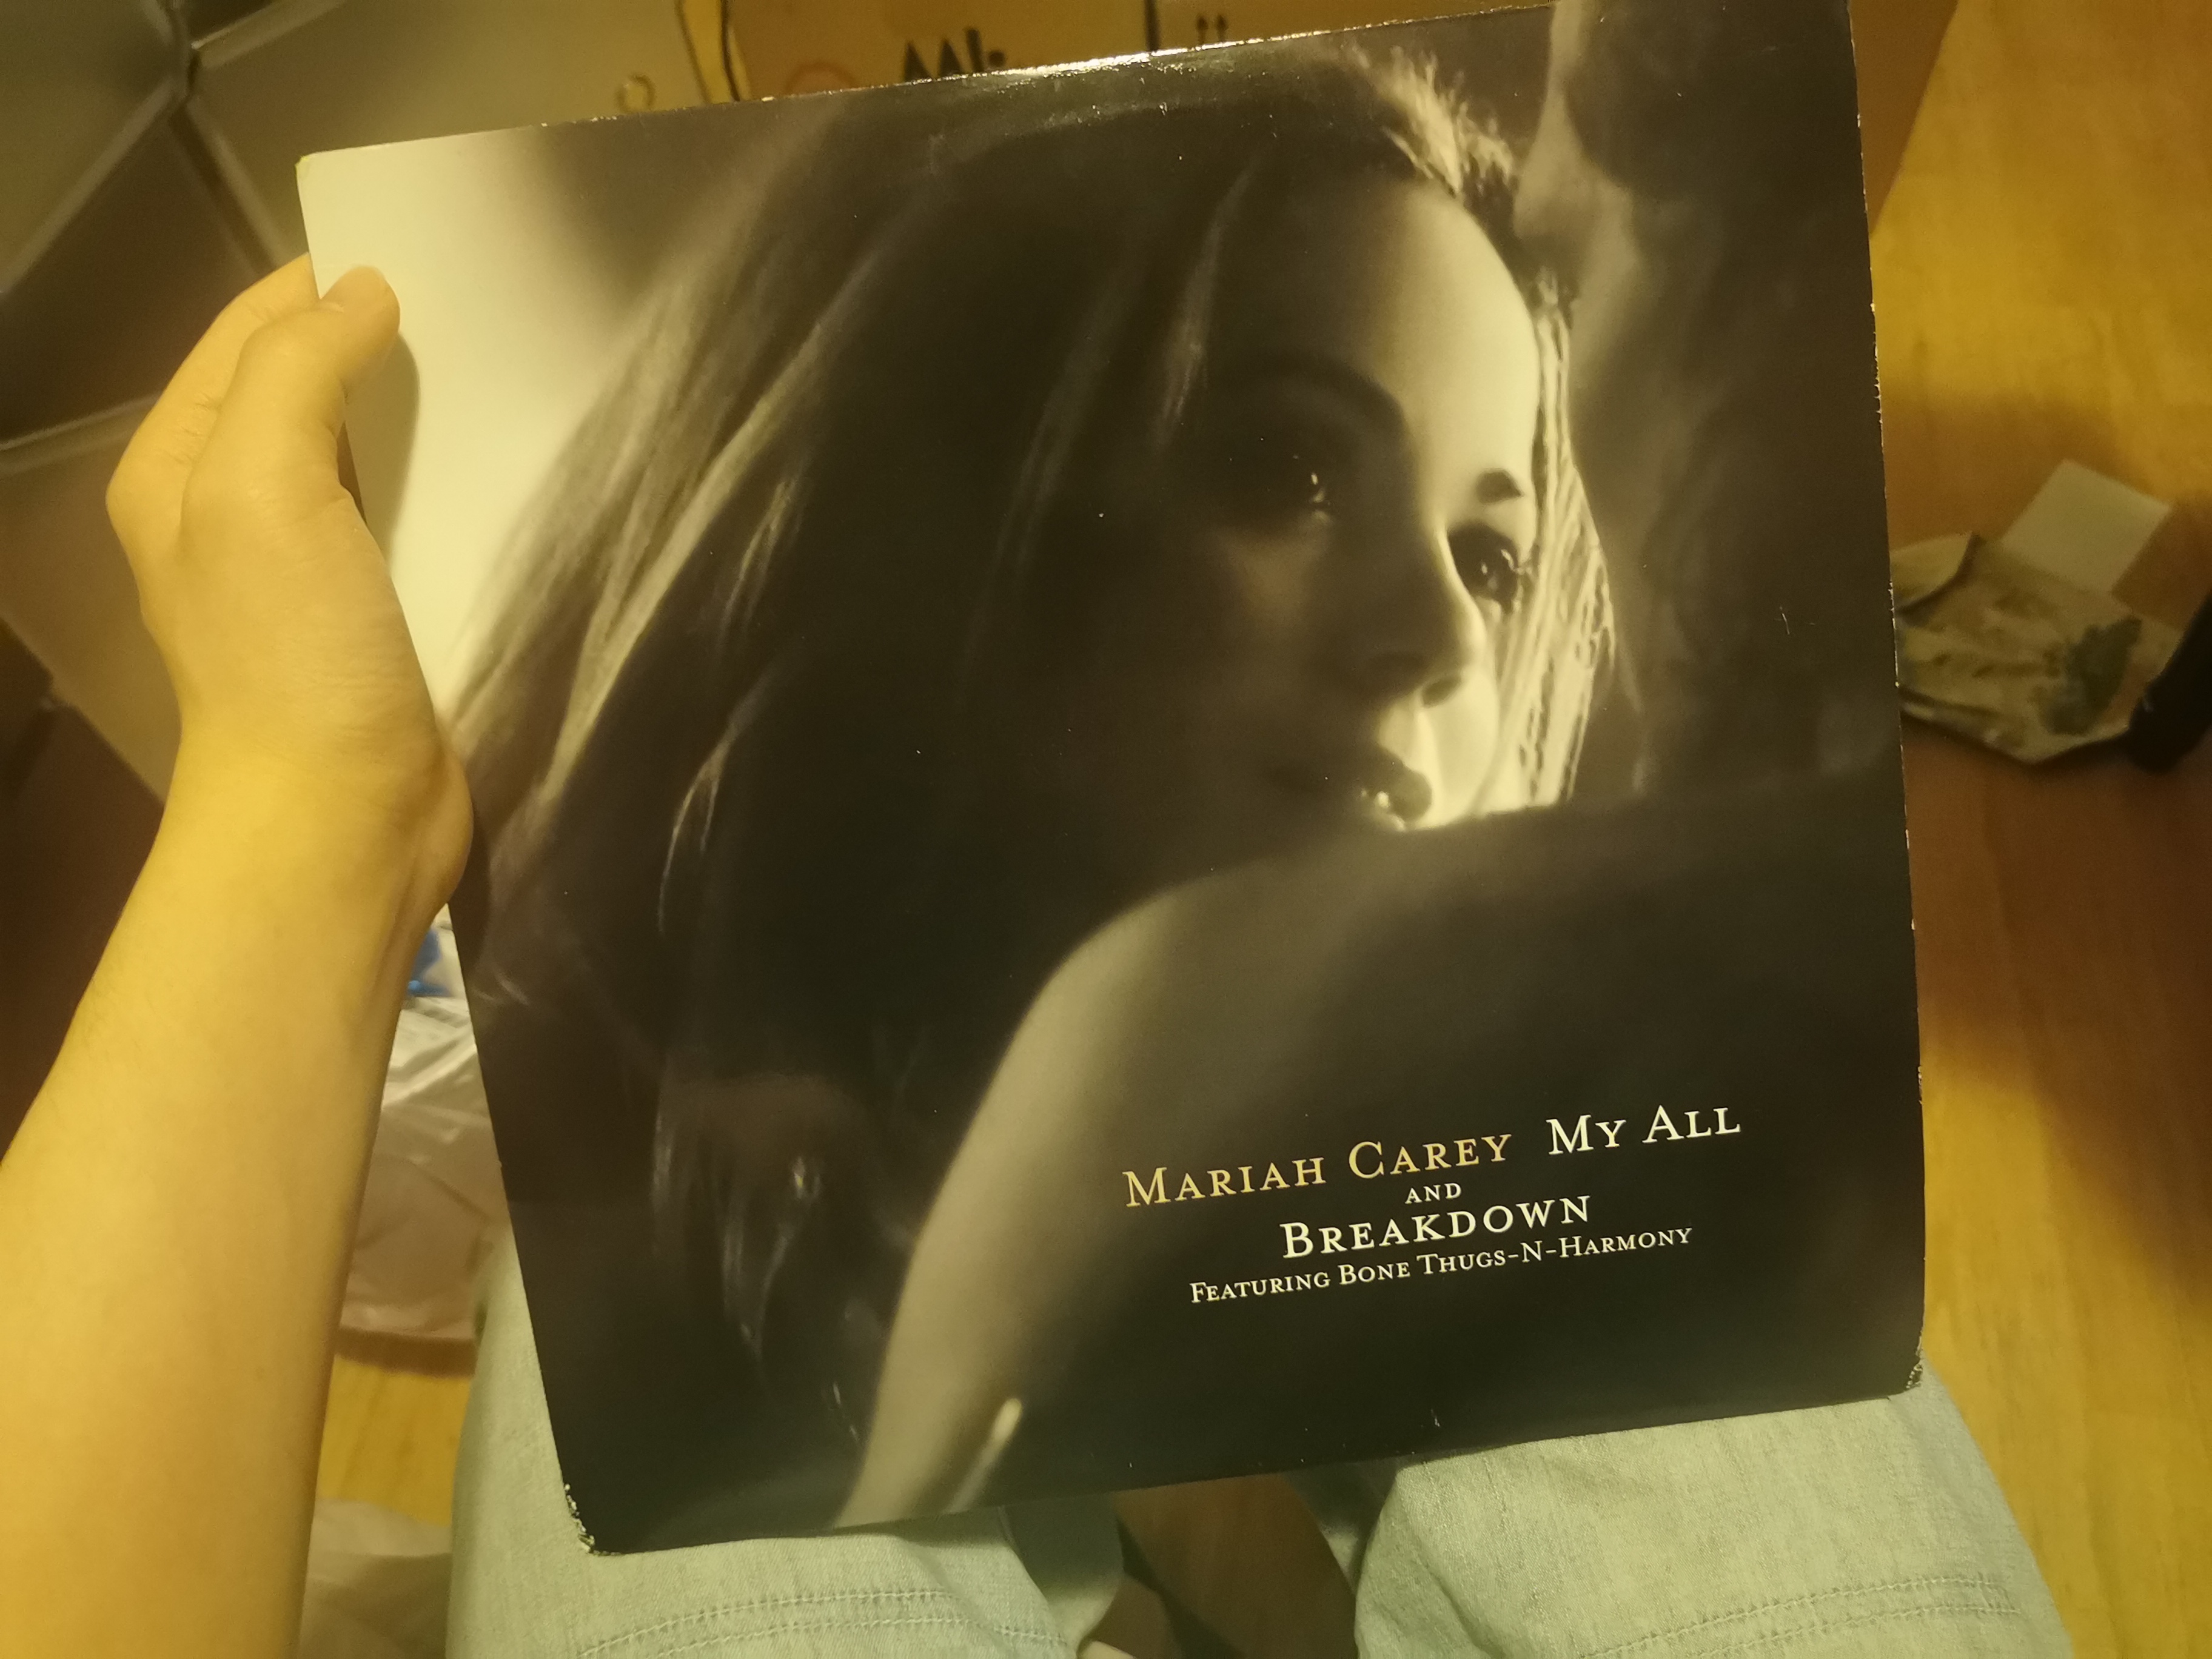 MARIAH CAREY MY ALL
AND
BREAKDOWN
FEATURING BONE THUGS-N-HARMONY